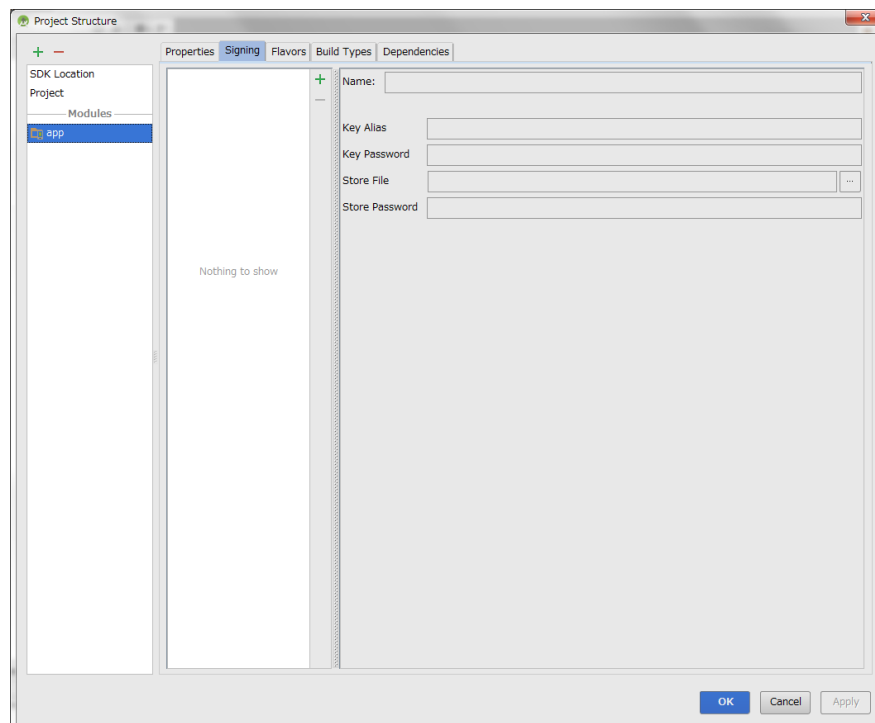 Project Structure
Properties Signing Flavors Build Types Dependencies
SDK Location
Project
Modules
app
Nothing to show
Name:
Key Alias
Key Password
Store File
...
Store Password
OK Cancel Apply